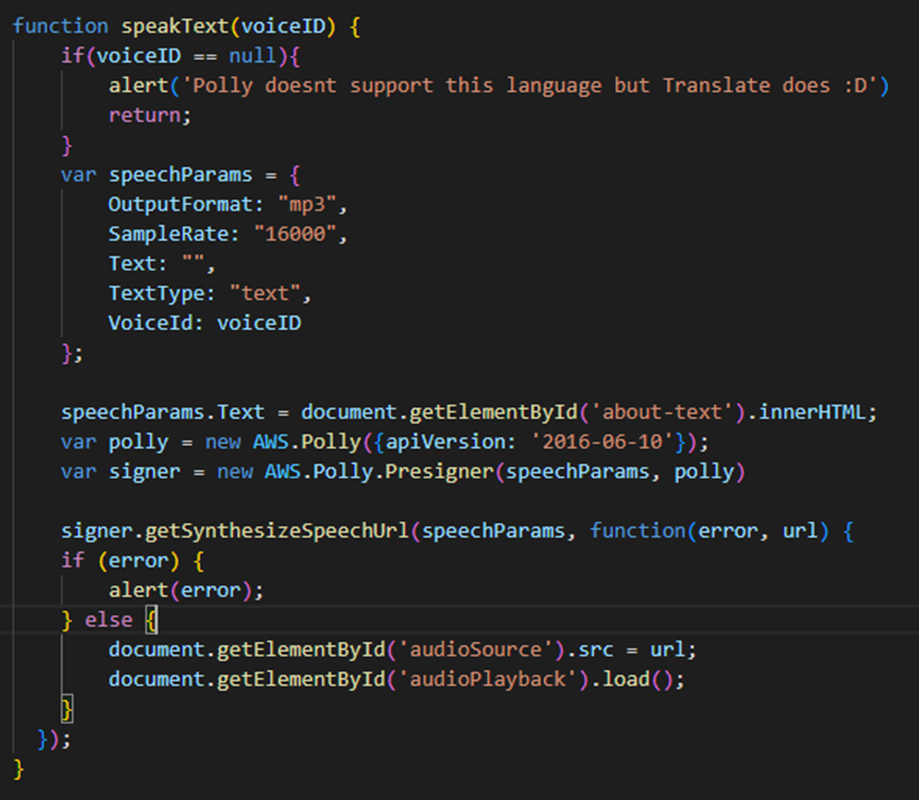 function speakText(voiceID) {
    if(voiceID == null){
        alert('Polly doesnt support this language but Translate does :D')
        return;
    }
    var speechParams = {
        OutputFormat: "mp3",
        SampleRate: "16000",
        Text: "",
        TextType: "text",
        VoiceId: voiceID
    };

    speechParams.Text = document.getElementById('about-text').innerHTML;
    var polly = new AWS.Polly({apiVersion: '2016-06-10'});
    var signer = new AWS.Polly.Presigner(speechParams, polly)

    signer.getSynthesizeSpeechUrl(speechParams, function(error, url) {
    if (error) {
        alert(error);
    } else {
        document.getElementById('audioSource').src = url;
        document.getElementById('audioPlayback').load();
    }
  });
}